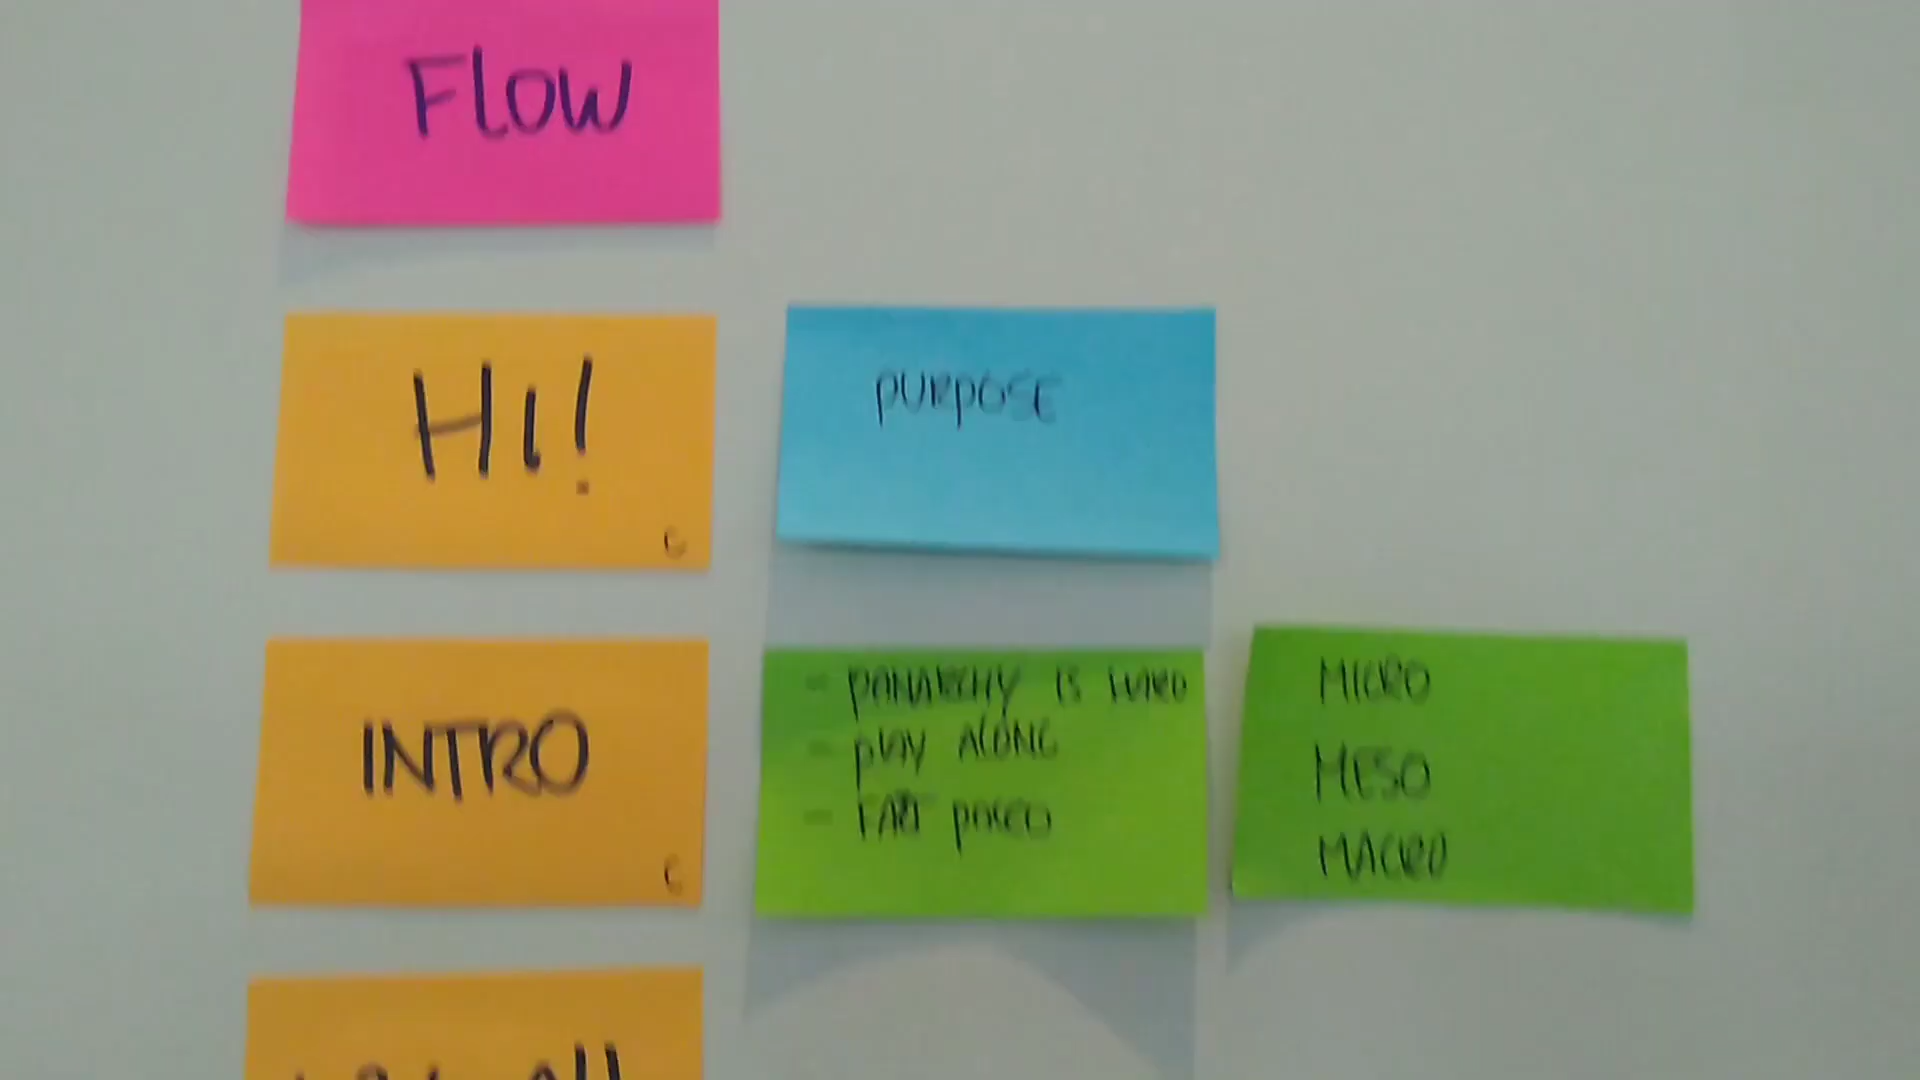 FLOW
HI!
C
PURPOSE
INTRO
C
- PANARCHY IS HARD
- PLAY ALONG
- FAST PACED
MICRO
MESO
MACRO